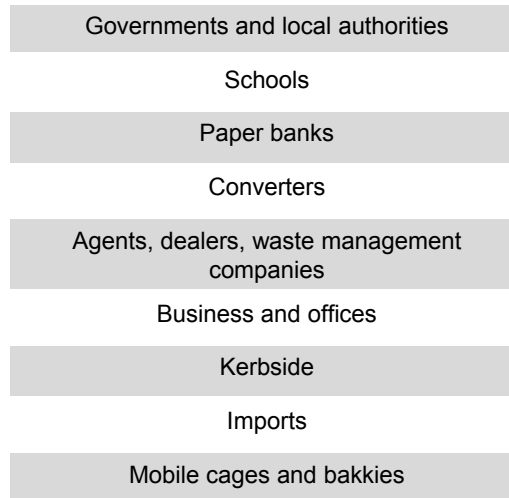 Governments and local authorities
Schools
Paper banks
Converters
Agents, dealers, waste management
companies
Business and offices
Kerbside
Imports
Mobile cages and bakkies